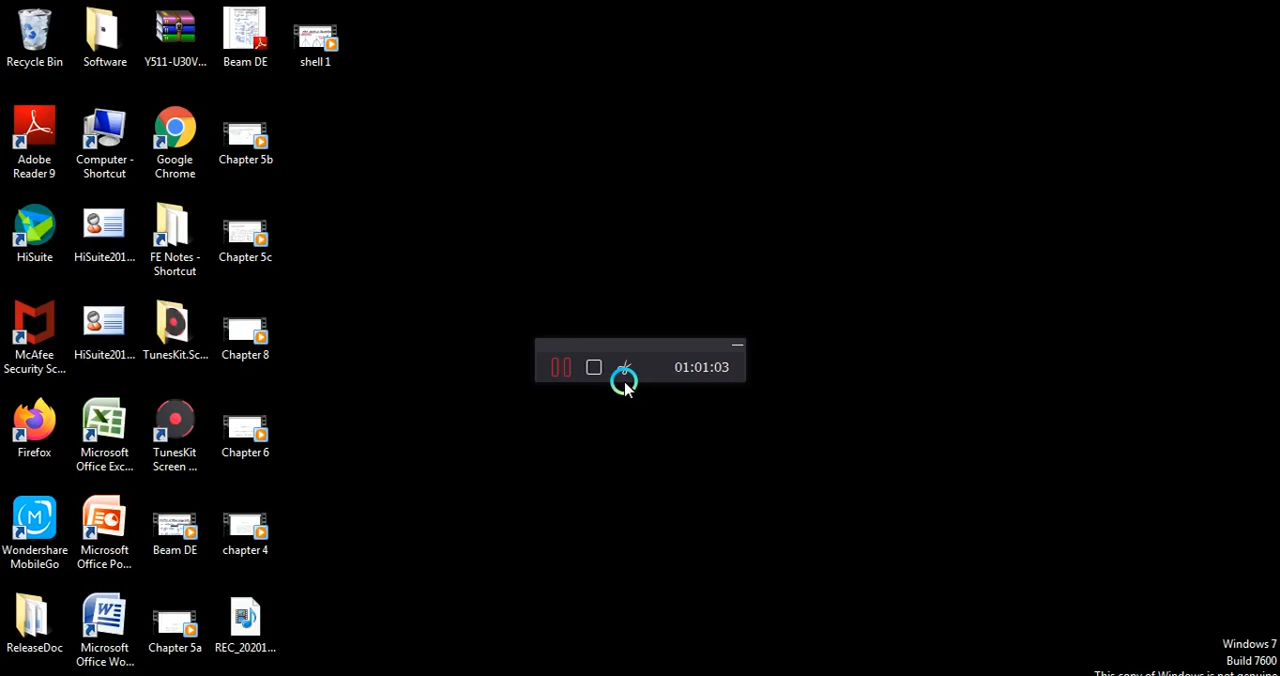 Recycle Bin
Software
Y511-U30V...
Beam DE
shell 1
Adobe
Reader 9
Computer -
Shortcut
Google
Chrome
Chapter 5b
HiSuite
HiSuite201...
FE Notes -
Shortcut
Chapter 5c
01:01:03
McAfee
Security Sc...
HiSuite201...
TunesKit.Sc...
Chapter 8
Firefox
Microsoft
Office Exc...
TunesKit
Screen ...
Chapter 6
Wondershare
MobileGo
Microsoft
Office Po...
Beam DE
chapter 4
ReleaseDoc
Microsoft
Office Wo...
Chapter 5a
REC_20201...
Windows 7
Build 7600
This copy of Windows is not genuine